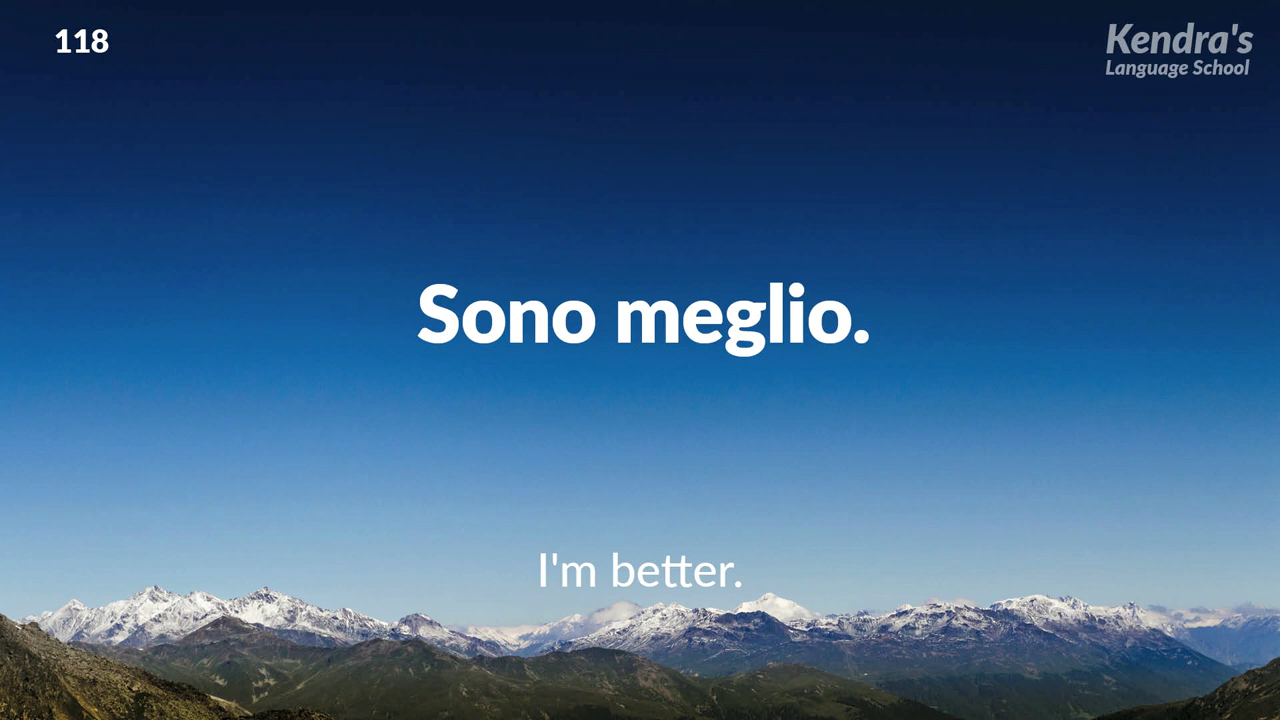 118
Kendra's
Language School
Sono meglio.
I'm better.